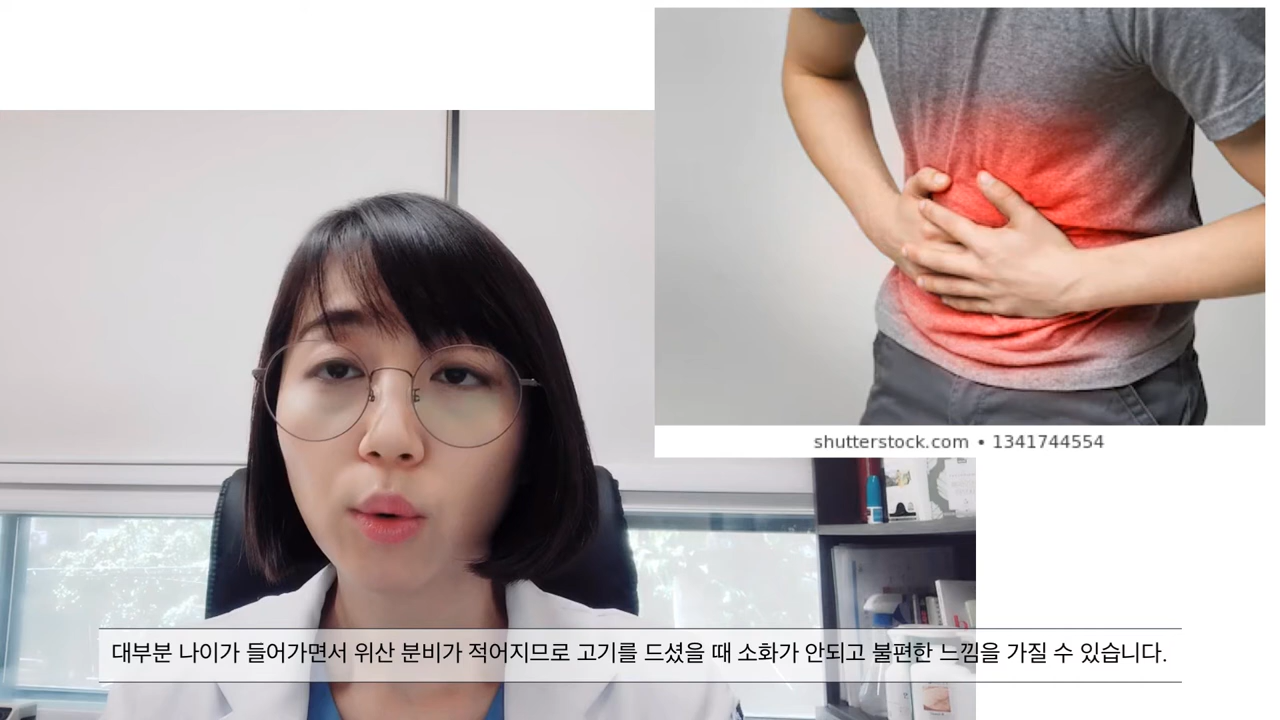 shutterstock.com • 1341744554
대부분 나이가 들어가면서 위산 분비가 적어지므로 고기를 드셨을 때 소화가 안되고 불편한 느낌을 가질 수 있습니다.